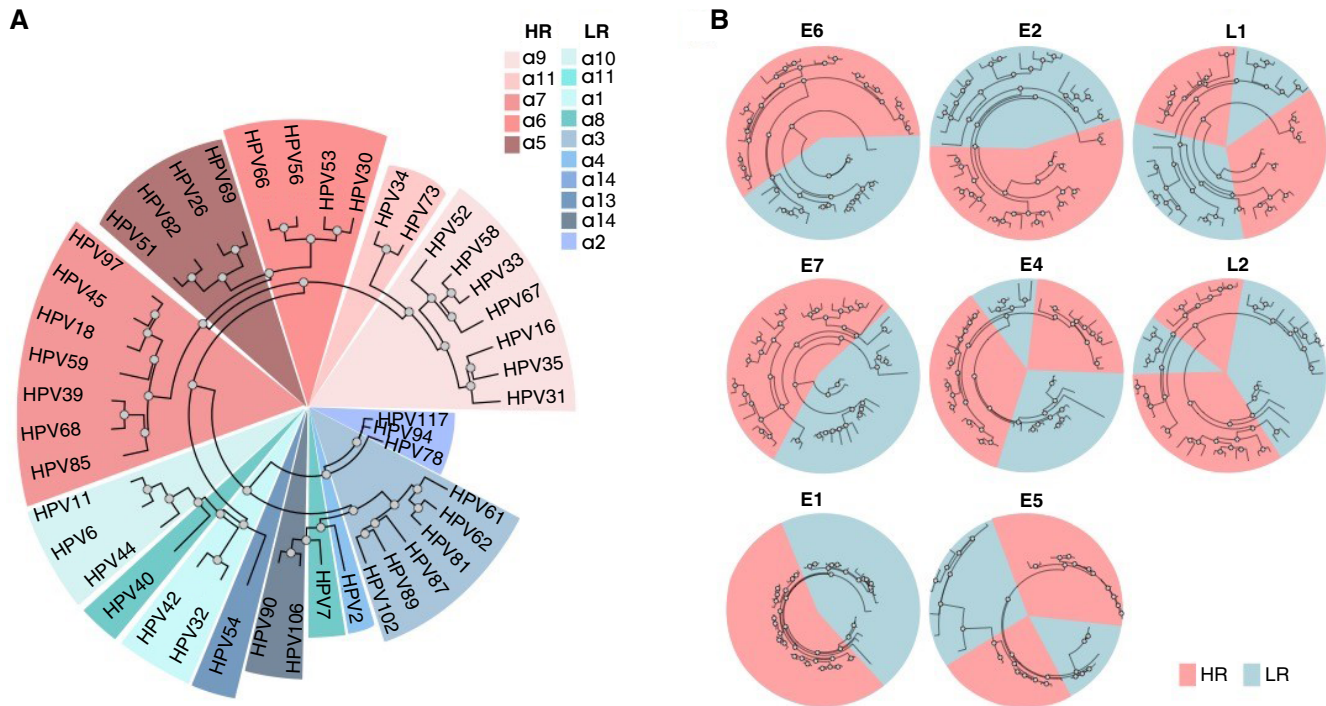 A
HR
LR
α9
α11
α7
α6
α5
α10
α11
α1
α8
α3
α4
α14
α13
α14
α2
HPV97
HPV45
HPV18
HPV59
HPV39
HPV68
HPV85
HPV51
HPV82
HPV26
HPV69
HPV66
HPV56
HPV53
HPV30
HPV34
HPV73
HPV52
HPV58
HPV33
HPV67
HPV16
HPV35
HPV31
HPV117
HPV94
HPV78
HPV61
HPV62
HPV81
HPV87
HPV89
HPV102
HPV2
HPV7
HPV106
HPV90
HPV54
HPV32
HPV42
HPV40
HPV44
HPV6
HPV11
B
E6
E2
L1
E7
E4
L2
E1
E5
HR
LR